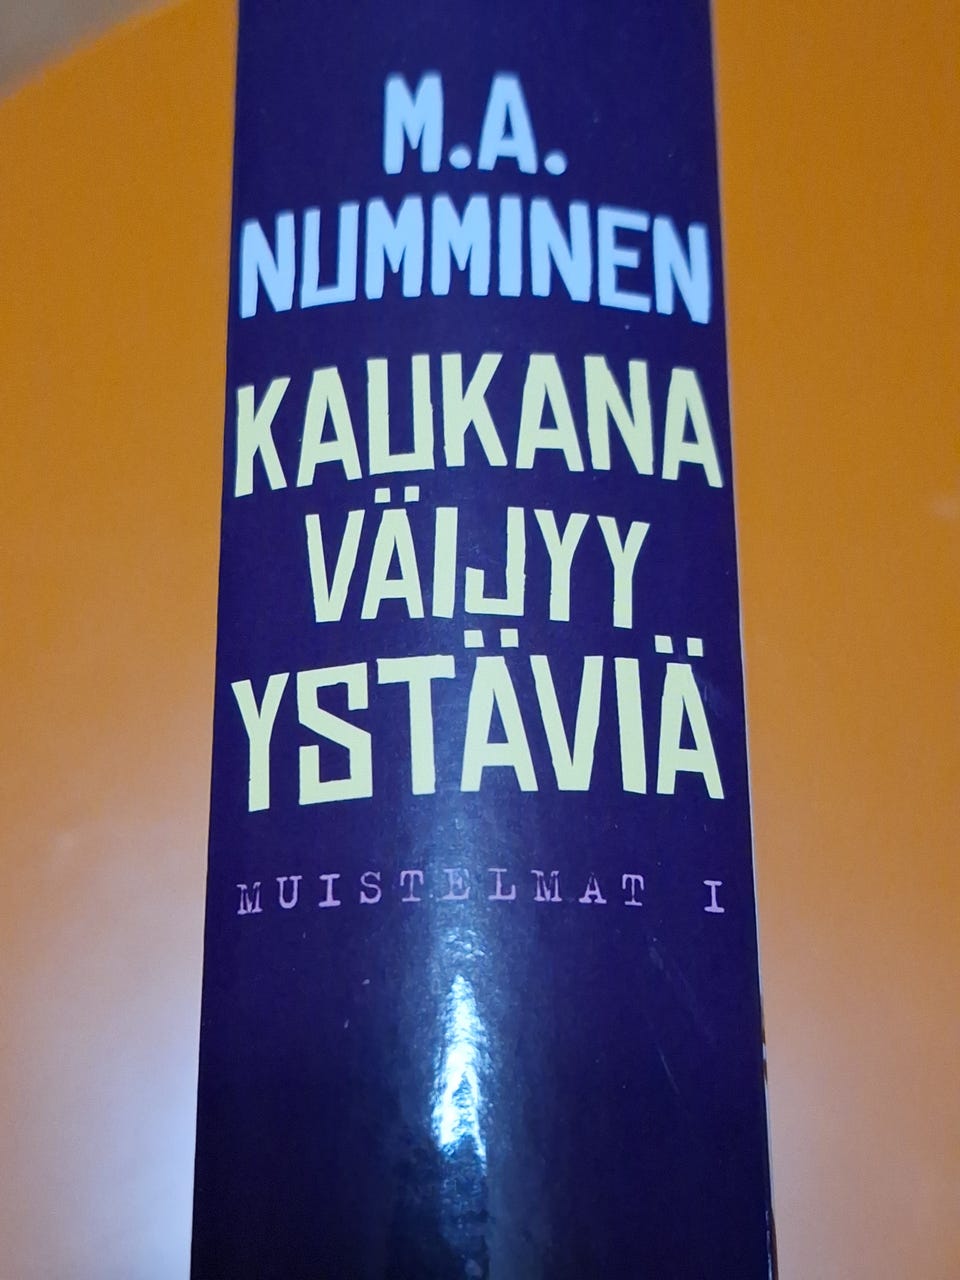 M.A.
NUMMINEN
KAUKANA
VÄIJYY
YSTÄVIÄ
MUISTELMAT I